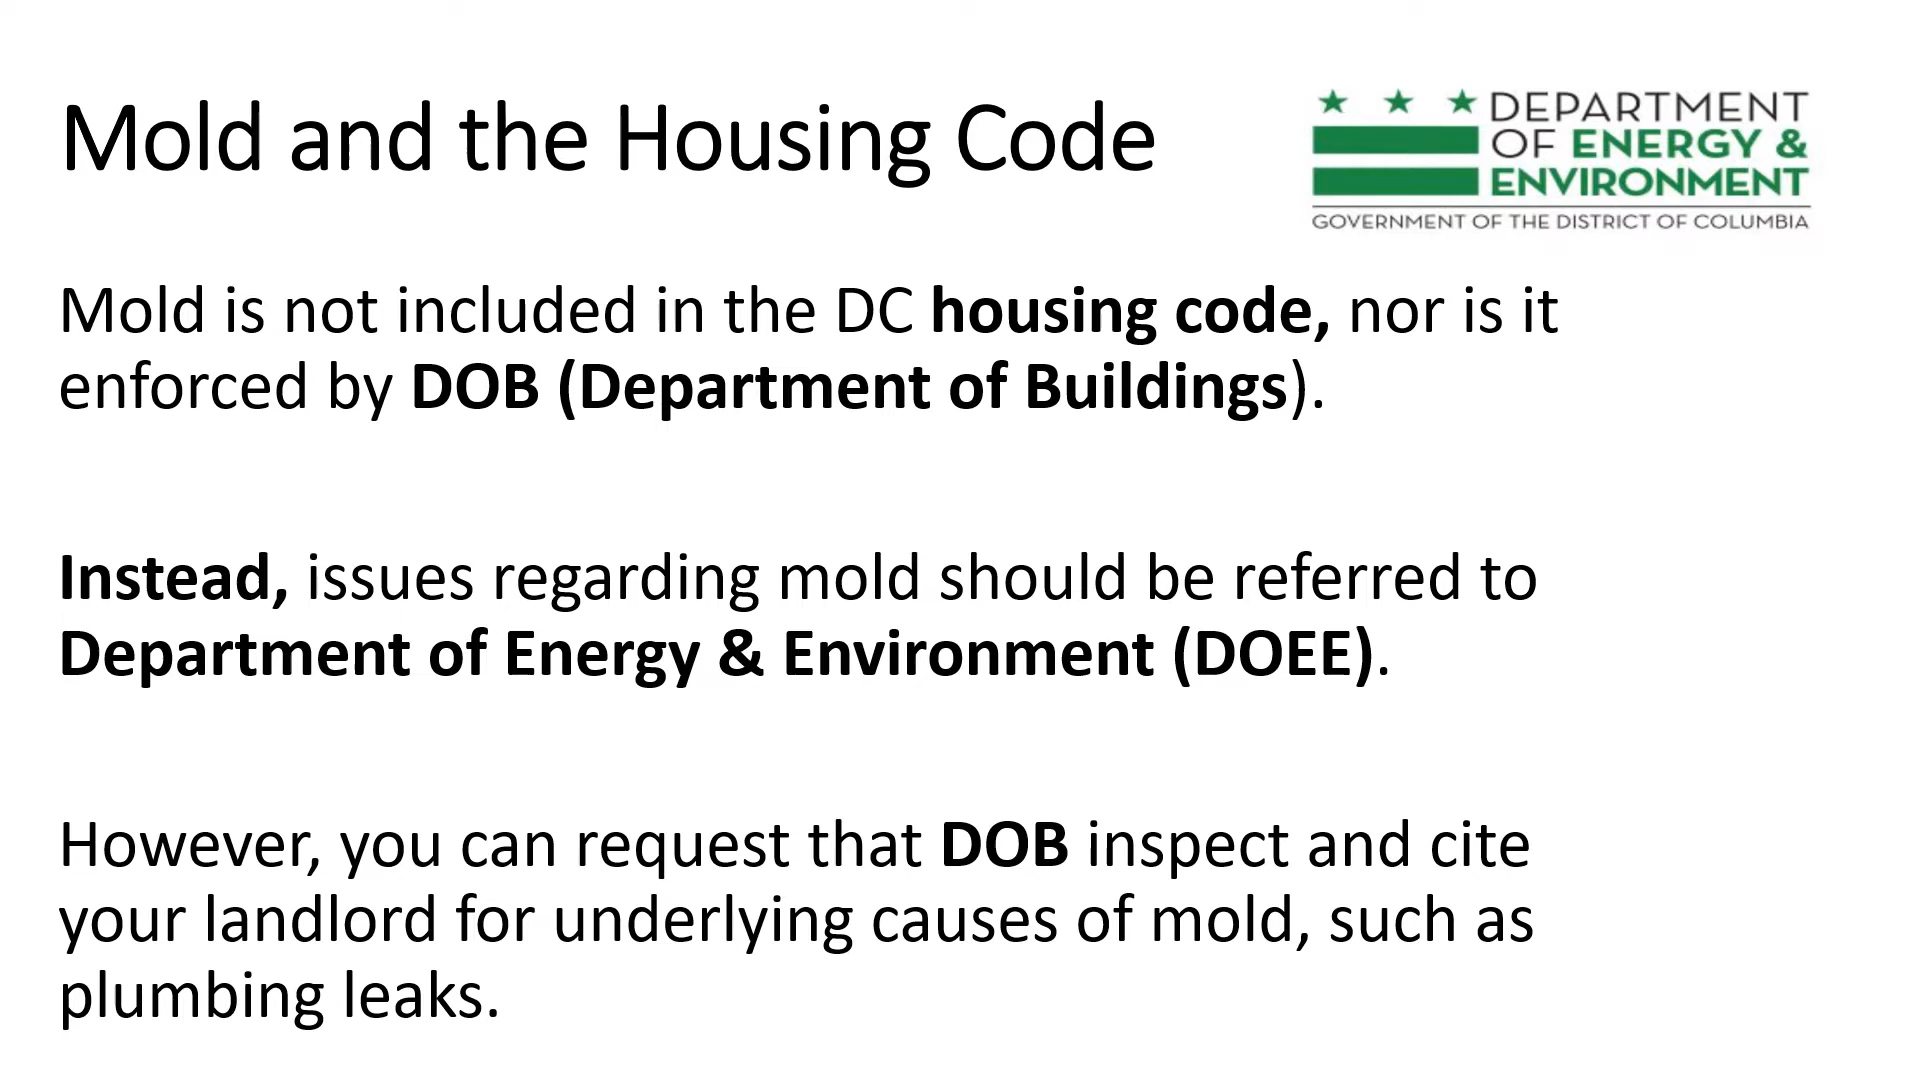 Mold and the Housing Code
DEPARTMENT
OF ENERGY &
ENVIRONMENT
GOVERNMENT OF THE DISTRICT OF COLUMBIA
Mold is not included in the DC housing code, nor is it
enforced by DOB (Department of Buildings).
Instead, issues regarding mold should be referred to
Department of Energy & Environment (DOEE).
However, you can request that DOB inspect and cite
your landlord for underlying causes of mold, such as
plumbing leaks.